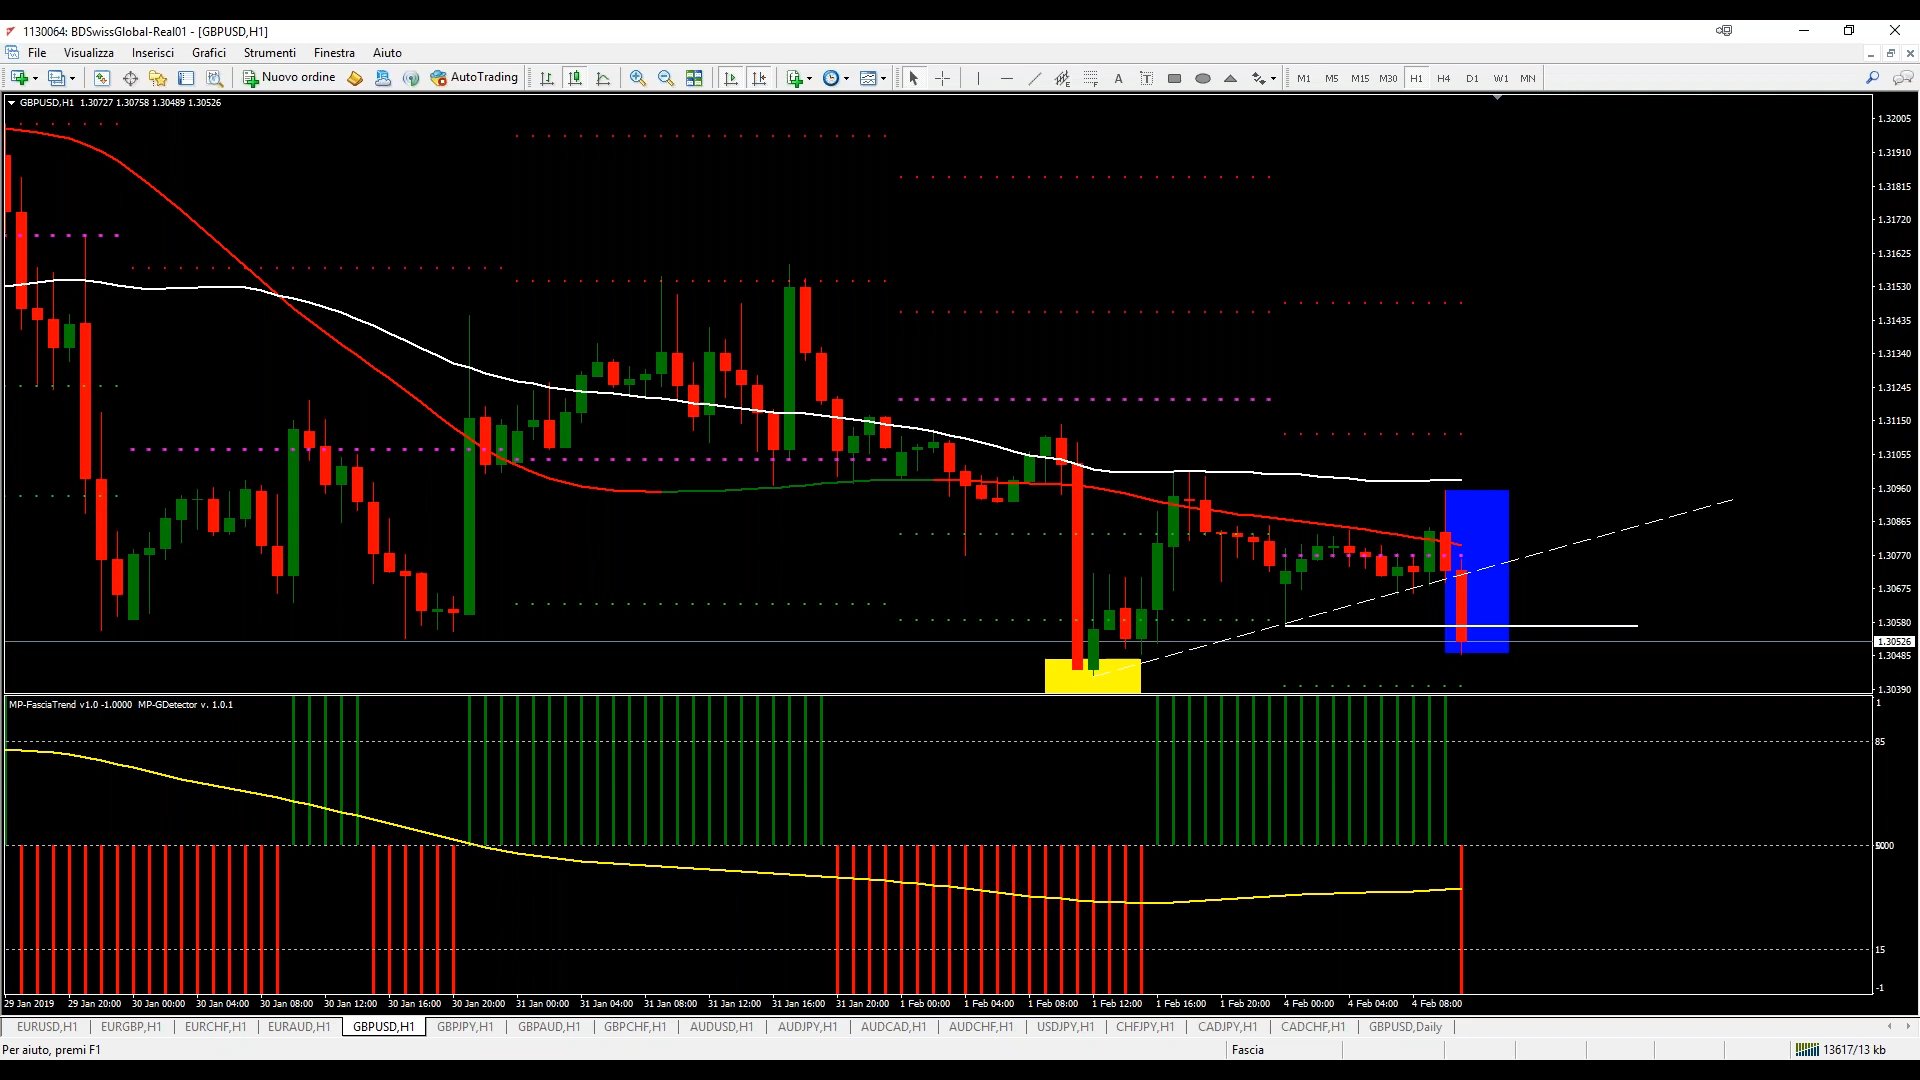 1130064: BDSwissGlobal-Real01 - [GBPUSD,H1]
File Visualizza Inserisci Grafici Strumenti Finestra Aiuto
Nuovo ordine AutoTrading A T M1 M5 M15 M30 H1 H4 D1 W1 MN
GBPUSD,H1 1.30727 1.30758 1.30489 1.30526
1.32005
1.31910
1.31815
1.31720
1.31625
1.31530
1.31435
1.31340
1.31245
1.31150
1.31055
1.30960
1.30865
1.30770
1.30675
1.30580
1.30526
1.30485
1.30390
MP-FasciaTrend v1.0 -1.0000 MP-GDetector v. 1.0.1
1
85
15
-1
29 Jan 2019 29 Jan 20:00 30 Jan 00:00 30 Jan 04:00 30 Jan 08:00 30 Jan 12:00 30 Jan 16:00 30 Jan 20:00 31 Jan 00:00 31 Jan 04:00 31 Jan 08:00 31 Jan 12:00 31 Jan 16:00 31 Jan 20:00 1 Feb 00:00 1 Feb 04:00 1 Feb 08:00 1 Feb 12:00 1 Feb 16:00 1 Feb 20:00 4 Feb 00:00 4 Feb 04:00 4 Feb 08:00
EURUSD,H1 EURGBP,H1 EURCHF,H1 EURAUD,H1 GBPUSD,H1 GBPJPY,H1 GBPAUD,H1 GBPCHF,H1 AUDUSD,H1 AUDJPY,H1 AUDCAD,H1 AUDCHF,H1 USDJPY,H1 CHFJPY,H1 CADJPY,H1 CADCHF,H1 GBPUSD,Daily
Per aiuto, premi F1 Fascia 13617/13 kb